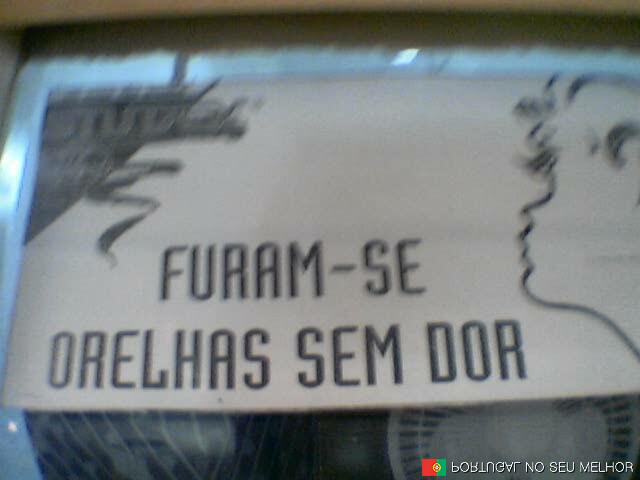 FURAM-SE
ORELHAS SEM DOR
PORTUGAL NO SEU MELHOR